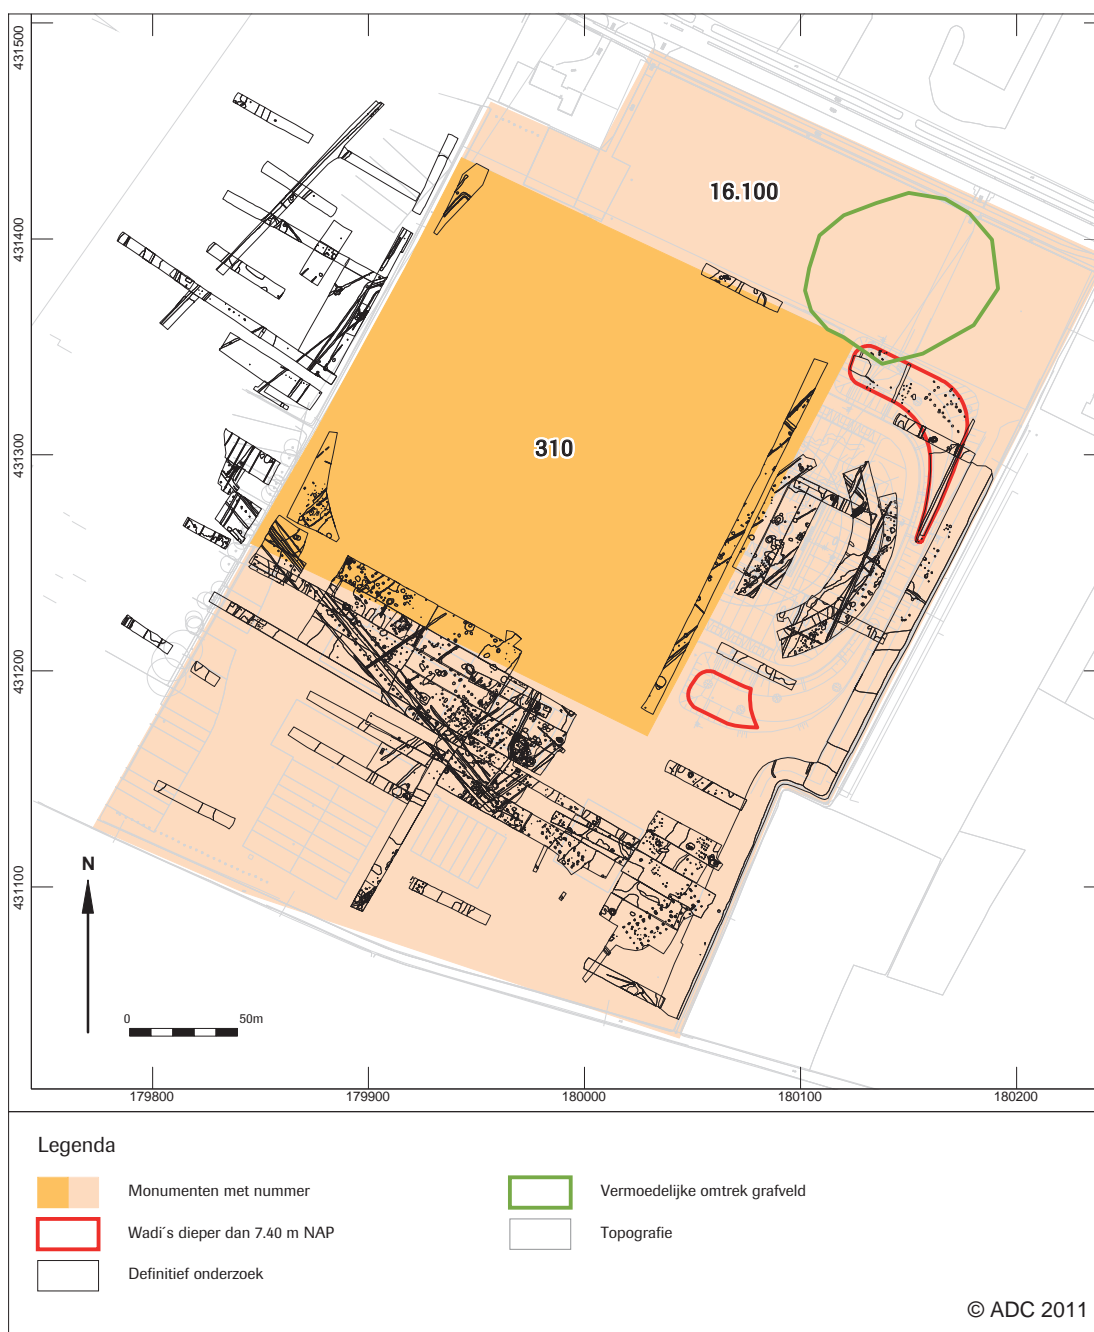 431500
431400
431300
431200
431100
16.100
310
N
0 50m
179800 179900 180000 180100 180200
Legenda
Monumenten met nummer
Wadi´s dieper dan 7.40 m NAP
Definitief onderzoek
Vermoedelijke omtrek grafveld
Topografie
© ADC 2011